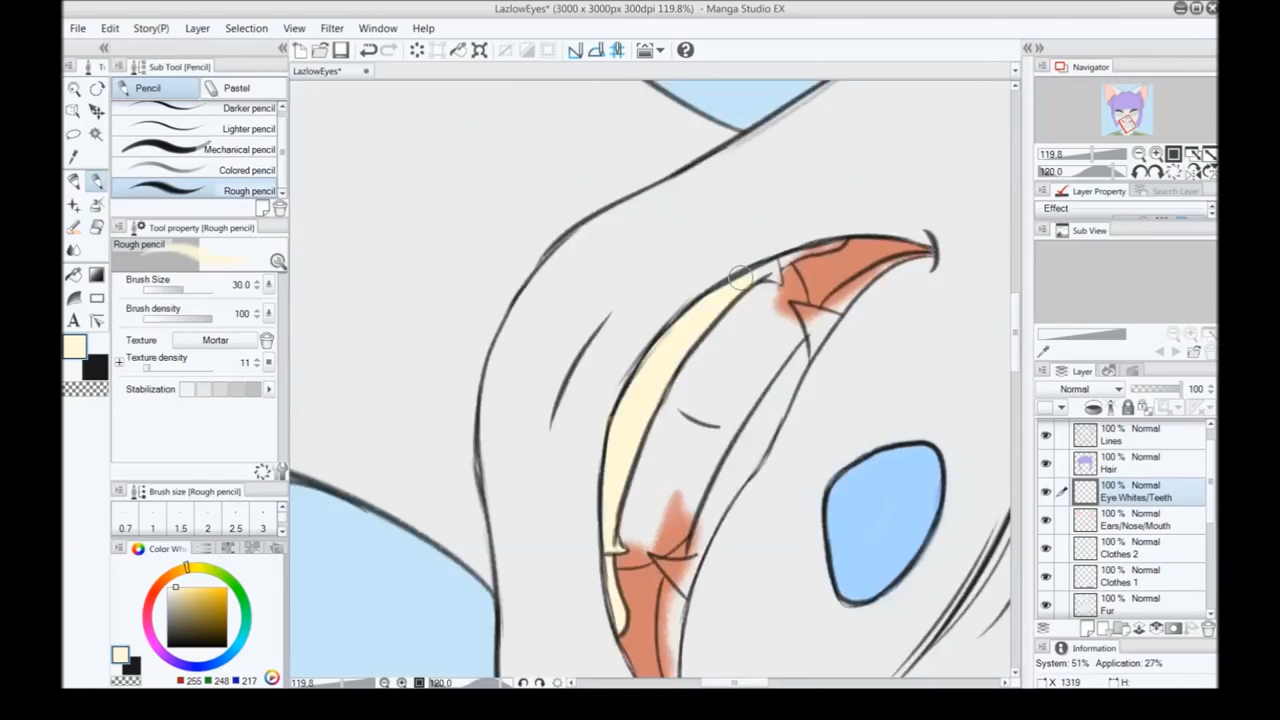 LazlowEyes* (3000 x 3000px 300dpi 119.8%) - Manga Studio EX
File Edit Story(P) Layer Selection View Filter Window Help
Sub Tool [Pencil]
LazlowEyes*
Navigator
Pencil Pastel
Darker pencil
Lighter pencil
Mechanical pencil
Colored pencil
Rough pencil
119.8
120.0
Layer Property Search Layer
Effect
Tool property [Rough pencil]
Sub View
Rough pencil
Brush Size 30.0
Brush density 100
Texture Mortar
Texture density 11
Stabilization
Layer
Normal 100
100 % Normal
Lines
100 % Normal
Hair
100 % Normal
Eye Whites/Teeth
100 % Normal
Ears/Nose/Mouth
100 % Normal
Clothes 2
100 % Normal
Clothes 1
100 % Normal
Fur
Brush size [Rough pencil]
0.7 1 1.5 2 2.5 3
Color Wh
Information
System: 51% Application: 27%
255 248 217
119.8 120.0
X 1319 H: